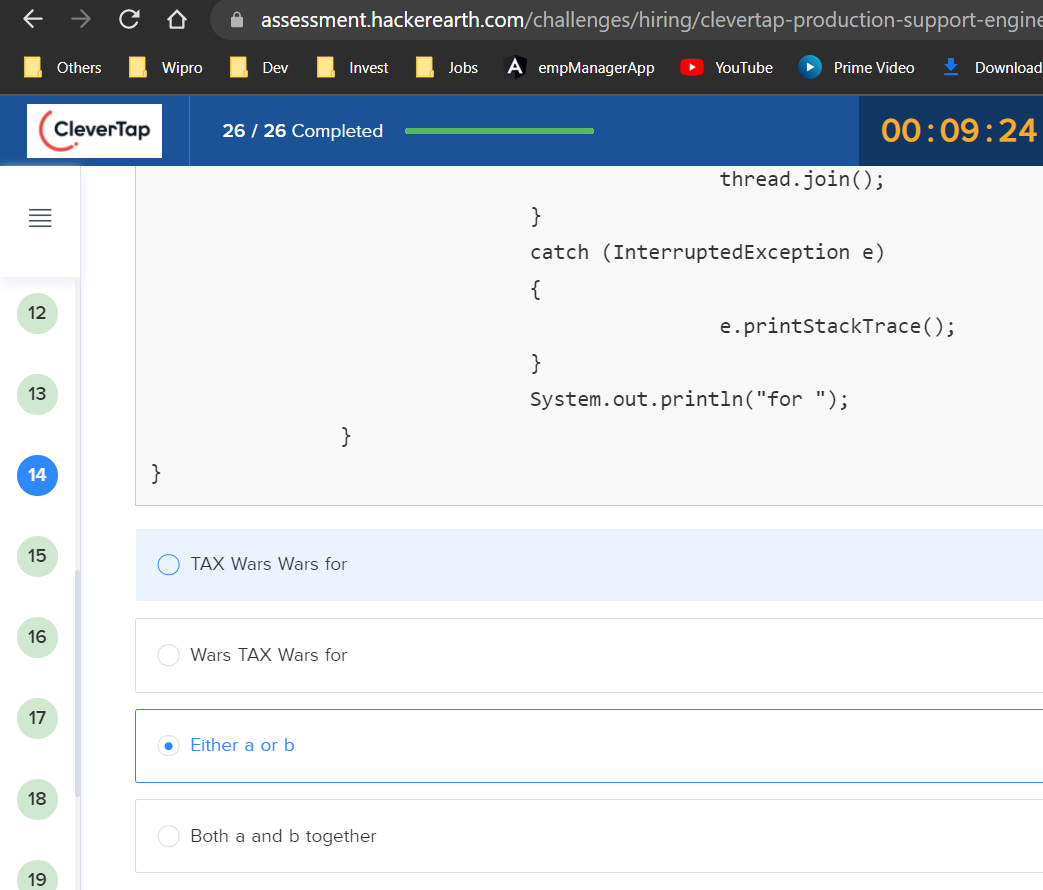 assessment.hackerearth.com/challenges/hiring/clevertap-production-support-engine
Others Wipro Dev Invest Jobs empManagerApp YouTube Prime Video Download
CleverTap 26 / 26 Completed 00:09:24
thread.join();
}
catch (InterruptedException e)
{
e.printStackTrace();
}
System.out.println("for ");
}
}
12
13
14
15
16
17
18
19
TAX Wars Wars for
Wars TAX Wars for
Either a or b
Both a and b together